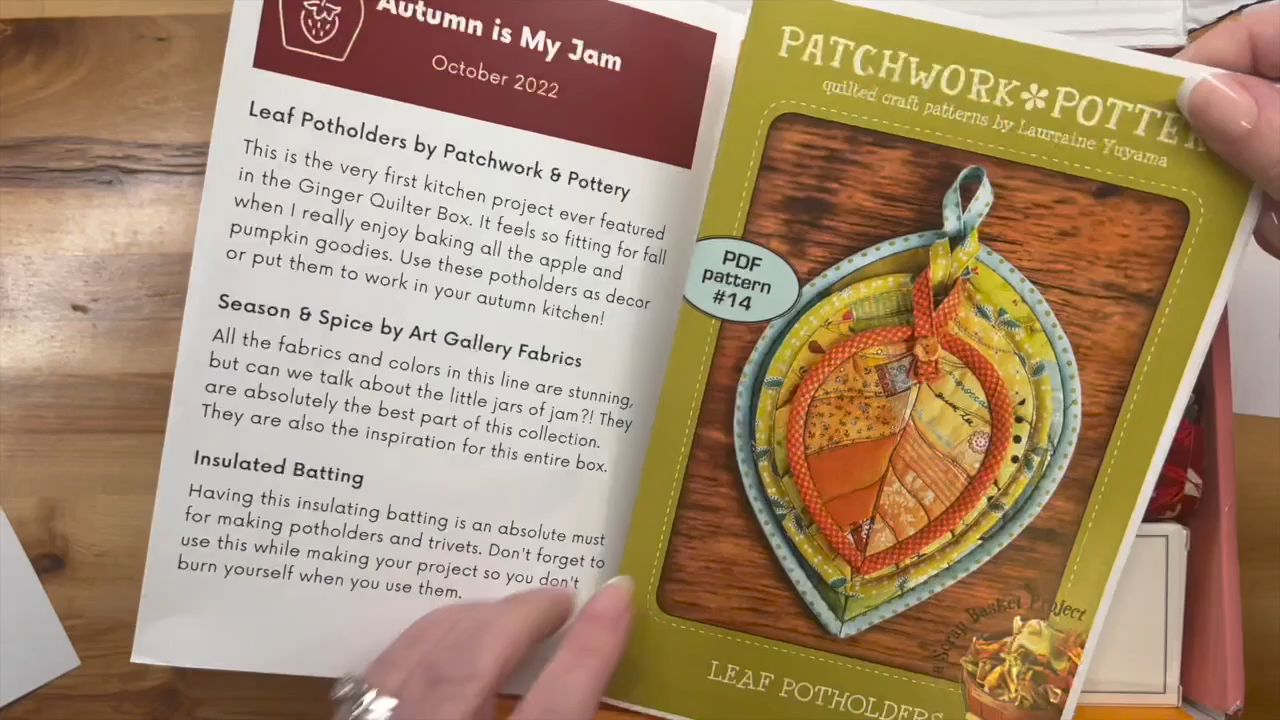 Autumn is My Jam
October 2022
Leaf Potholders by Patchwork & Pottery
This is the very first kitchen project ever featured
in the Ginger Quilter Box. It feels so fitting for fall
when I really enjoy baking all the apple and
pumpkin goodies. Use these potholders as decor
or put them to work in your autumn kitchen!
Season & Spice by Art Gallery Fabrics
All the fabrics and colors in this line are stunning,
but can we talk about the little jars of jam?! They
are absolutely the best part of this collection.
They are also the inspiration for this entire box.
Insulated Batting
Having this insulating batting is an absolute must
for making potholders and trivets. Don't forget to
use this while making your project so you don't
burn yourself when you use them.
PATCHWORK POTTER
quilted craft patterns by Laurraine Yuyama
PDF
pattern
#14
a Scrap Basket Project
LEAF POTHOLDERS